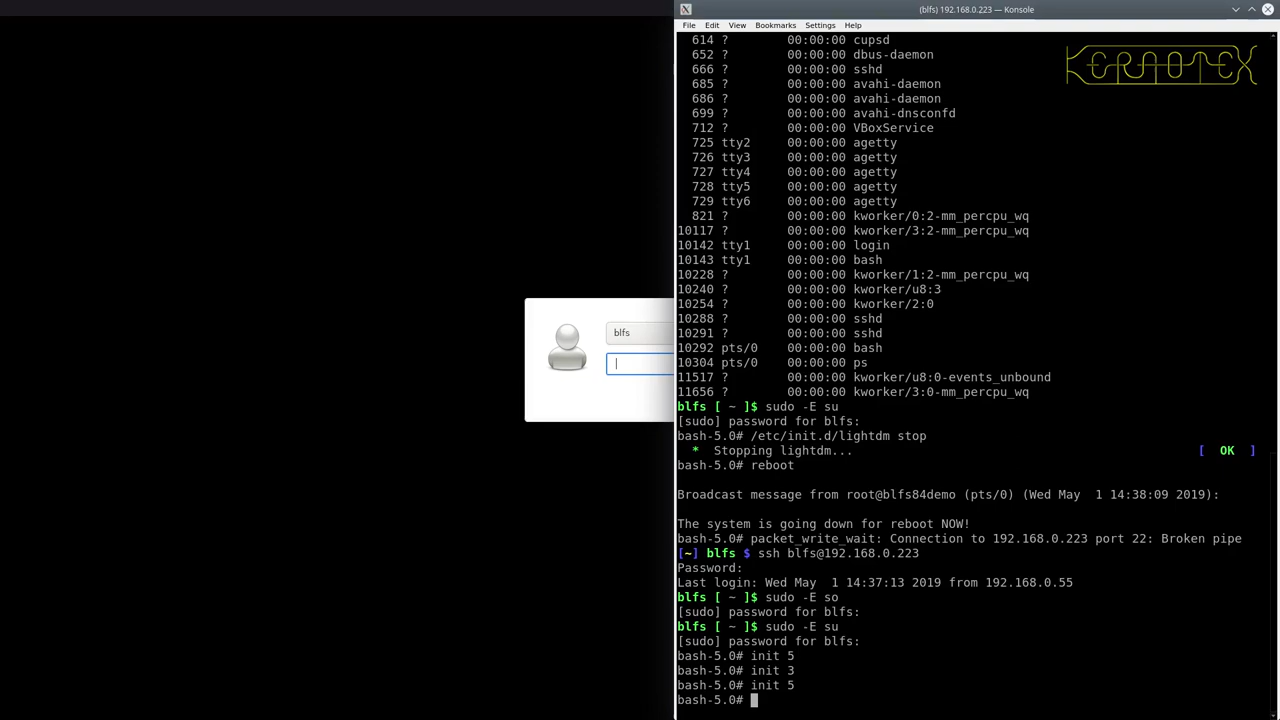 (blfs) 192.168.0.223 — Konsole
File Edit View Bookmarks Settings Help
614 ? 00:00:00 cupsd
652 ? 00:00:00 dbus-daemon
666 ? 00:00:00 sshd
685 ? 00:00:00 avahi-daemon
686 ? 00:00:00 avahi-daemon
699 ? 00:00:00 avahi-dnsconfd
712 ? 00:00:00 VBoxService
725 tty2 00:00:00 agetty
726 tty3 00:00:00 agetty
727 tty4 00:00:00 agetty
728 tty5 00:00:00 agetty
729 tty6 00:00:00 agetty
821 ? 00:00:00 kworker/0:2-mm_percpu_wq
10117 ? 00:00:00 kworker/3:2-mm_percpu_wq
10142 tty1 00:00:00 login
10143 tty1 00:00:00 bash
10228 ? 00:00:00 kworker/1:2-mm_percpu_wq
10240 ? 00:00:00 kworker/u8:3
10254 ? 00:00:00 kworker/2:0
10288 ? 00:00:00 sshd
10291 ? 00:00:00 sshd
10292 pts/0 00:00:00 bash
10304 pts/0 00:00:00 ps
11517 ? 00:00:00 kworker/u8:0-events_unbound
11656 ? 00:00:00 kworker/3:0-mm_percpu_wq
blfs [ ~ ]$ sudo -E su
[sudo] password for blfs:
bash-5.0# /etc/init.d/lightdm stop
* Stopping lightdm... [ OK ]
bash-5.0# reboot
Broadcast message from root@blfs84demo (pts/0) (Wed May 1 14:38:09 2019):
The system is going down for reboot NOW!
bash-5.0# packet_write_wait: Connection to 192.168.0.223 port 22: Broken pipe
[~] blfs $ ssh blfs@192.168.0.223
Password:
Last login: Wed May 1 14:37:13 2019 from 192.168.0.55
blfs [ ~ ]$ sudo -E so
[sudo] password for blfs:
blfs [ ~ ]$ sudo -E su
[sudo] password for blfs:
bash-5.0# init 5
bash-5.0# init 3
bash-5.0# init 5
bash-5.0#
blfs